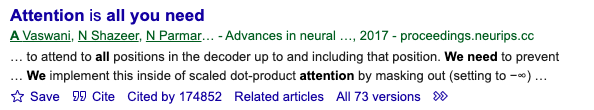 Attention is all you need
A Vaswani, N Shazeer, N Parmar… - Advances in neural …, 2017 - proceedings.neurips.cc
… to attend to all positions in the decoder up to and including that position. We need to prevent
… We implement this inside of scaled dot-product attention by masking out (setting to −∞) …
Save Cite Cited by 174852 Related articles All 73 versions